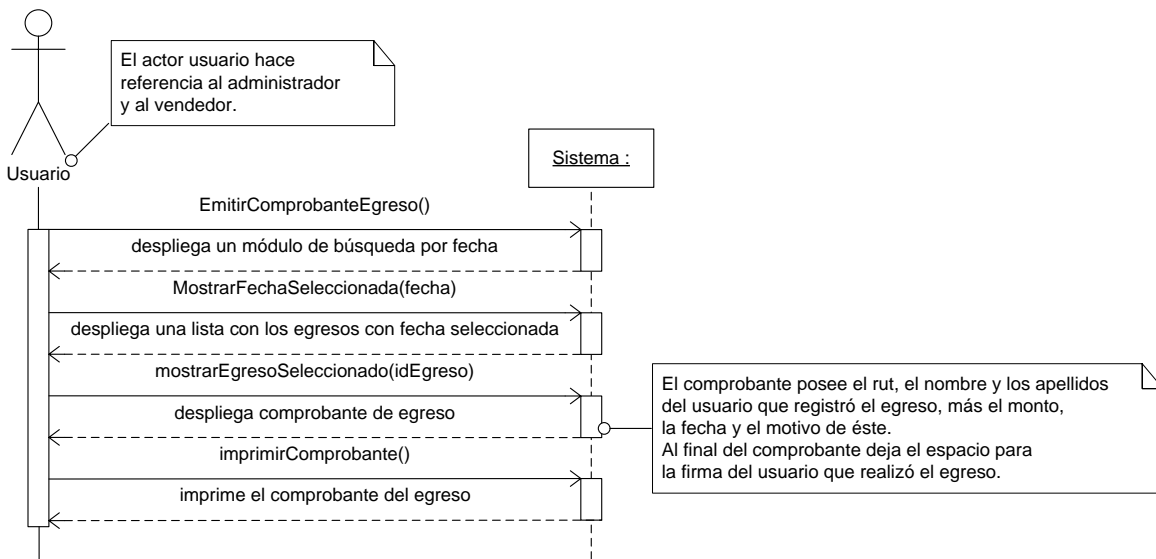 El actor usuario hace
referencia al administrador
y al vendedor.
Usuario
Sistema :
EmitirComprobanteEgreso()
despliega un módulo de búsqueda por fecha
MostrarFechaSeleccionada(fecha)
despliega una lista con los egresos con fecha seleccionada
mostrarEgresoSeleccionado(idEgreso)
despliega comprobante de egreso
El comprobante posee el rut, el nombre y los apellidos
del usuario que registró el egreso, más el monto,
la fecha y el motivo de éste.
Al final del comprobante deja el espacio para
la firma del usuario que realizó el egreso.
imprimirComprobante()
imprime el comprobante del egreso